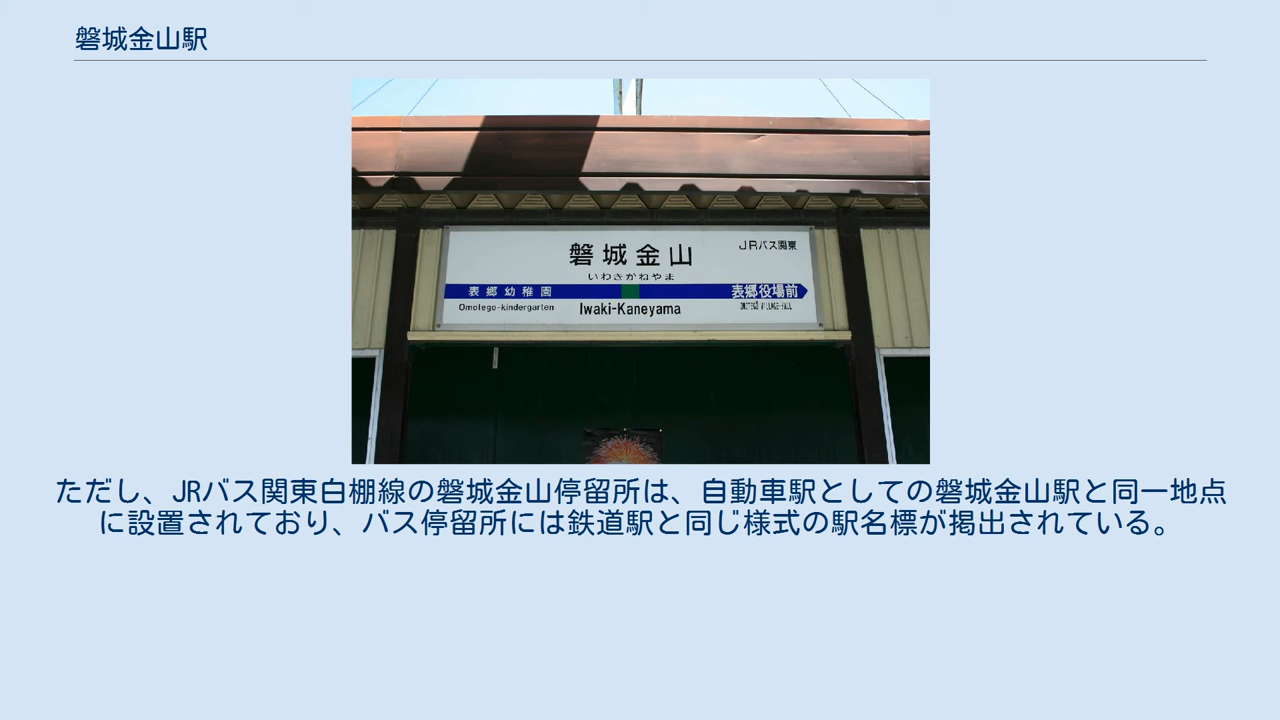 磐城金山駅
磐城金山
JRバス関東
いわきかねやま
表郷幼稚園
表郷役場前
Omotego-kindergarten
Iwaki-Kaneyama
OMOTEGO VILLAGE-HALL
ただし、JRバス関東白棚線の磐城金山停留所は、自動車駅としての磐城金山駅と同一地点
に設置されており、バス停留所には鉄道駅と同じ様式の駅名標が掲出されている。